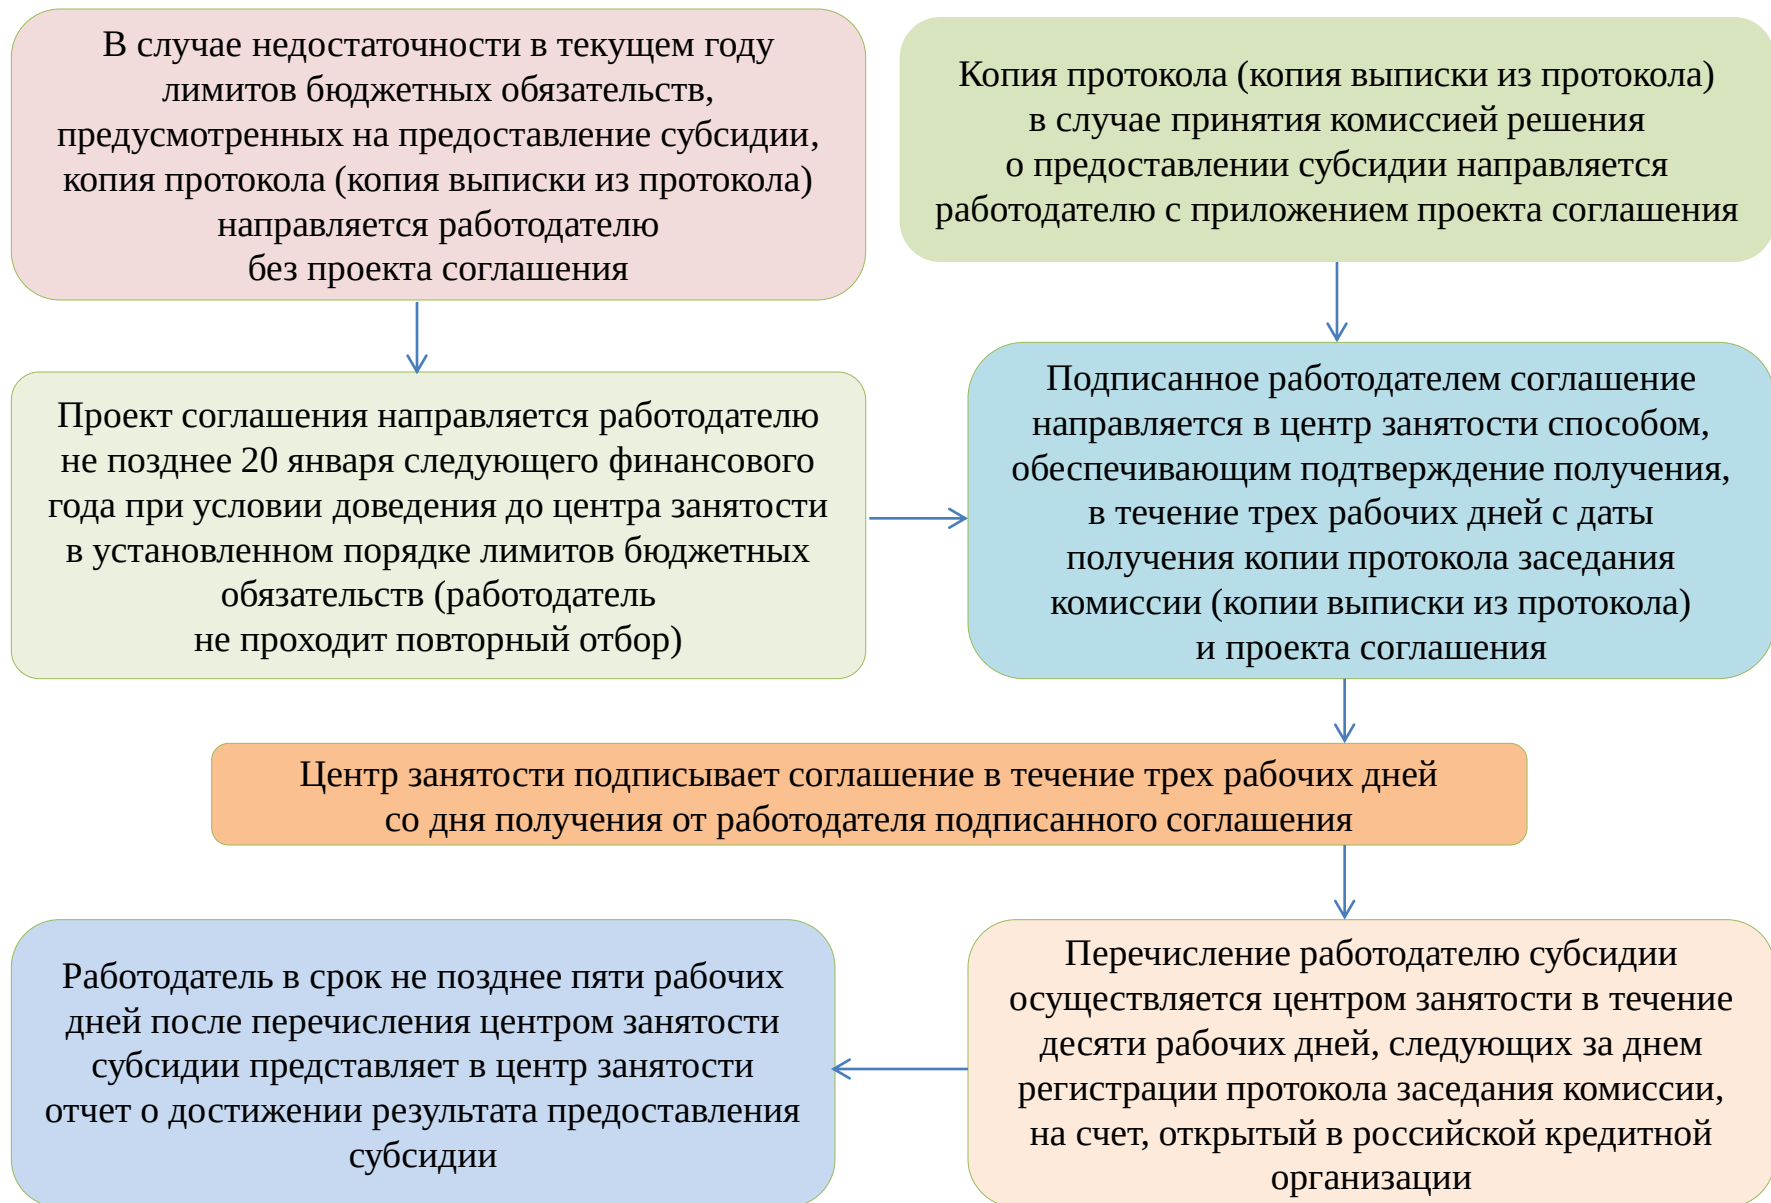 В случае недостаточности в текущем году
лимитов бюджетных обязательств,
предусмотренных на предоставление субсидии,
копия протокола (копия выписки из протокола)
направляется работодателю
без проекта соглашения
Копия протокола (копия выписки из протокола)
в случае принятия комиссией решения
о предоставлении субсидии направляется
работодателю с приложением проекта соглашения
Проект соглашения направляется работодателю
не позднее 20 января следующего финансового
года при условии доведения до центра занятости
в установленном порядке лимитов бюджетных
обязательств (работодатель
не проходит повторный отбор)
Подписанное работодателем соглашение
направляется в центр занятости способом,
обеспечивающим подтверждение получения,
в течение трех рабочих дней с даты
получения копии протокола заседания
комиссии (копии выписки из протокола)
и проекта соглашения
Центр занятости подписывает соглашение в течение трех рабочих дней
со дня получения от работодателя подписанного соглашения
Работодатель в срок не позднее пяти рабочих
дней после перечисления центром занятости
субсидии представляет в центр занятости
отчет о достижении результата предоставления
субсидии
Перечисление работодателю субсидии
осуществляется центром занятости в течение
десяти рабочих дней, следующих за днем
регистрации протокола заседания комиссии,
на счет, открытый в российской кредитной
организации